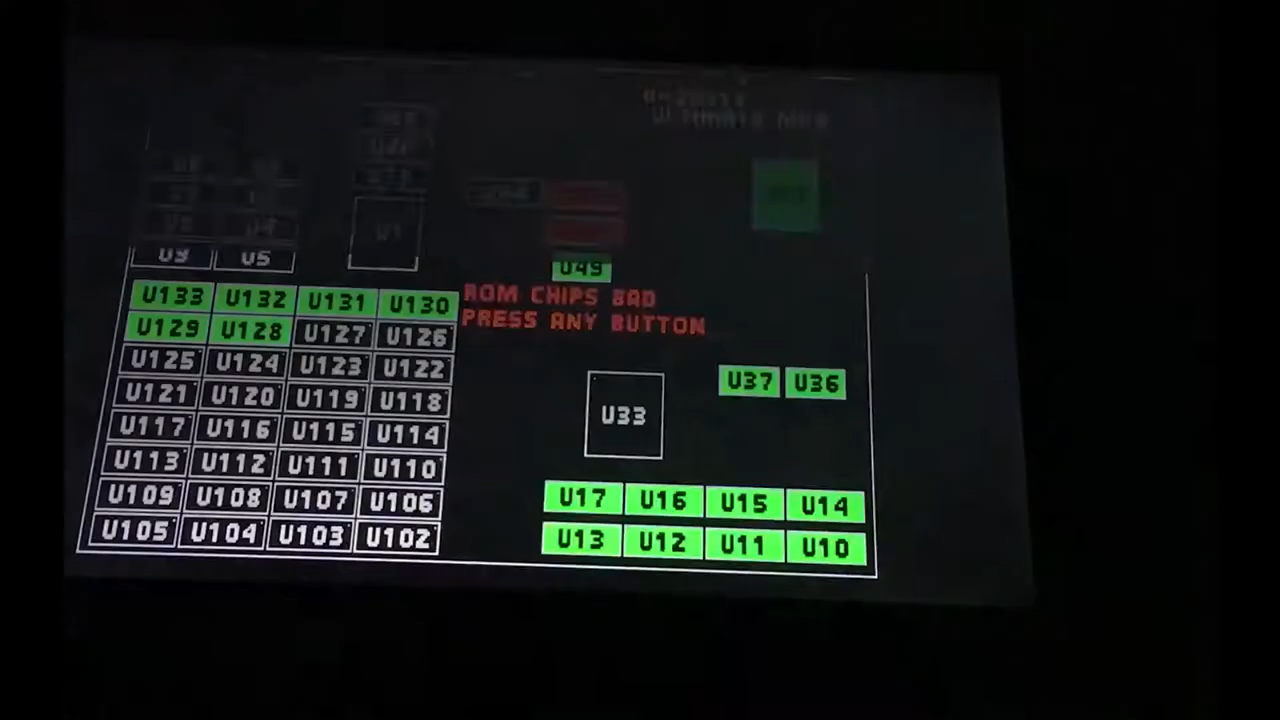 U9 U5
U49
U133 U132 U131 U130
ROM CHIPS BAD
PRESS ANY BUTTON
U129 U128 U127 U126
U125 U124 U123 U122
U37 U36
U121 U120 U119 U118
U33
U117 U116 U115 U114
U113 U112 U111 U110
U109 U108 U107 U106
U17 U16 U15 U14
U105 U104 U103 U102
U13 U12 U11 U10